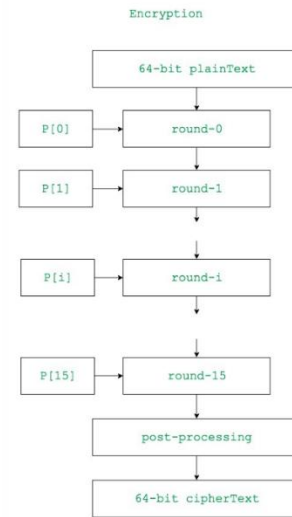 Encryption
64-bit plainText
P[0] round-0
P[1] round-1
P[i] round-i
P[15] round-15
post-processing
64-bit cipherText